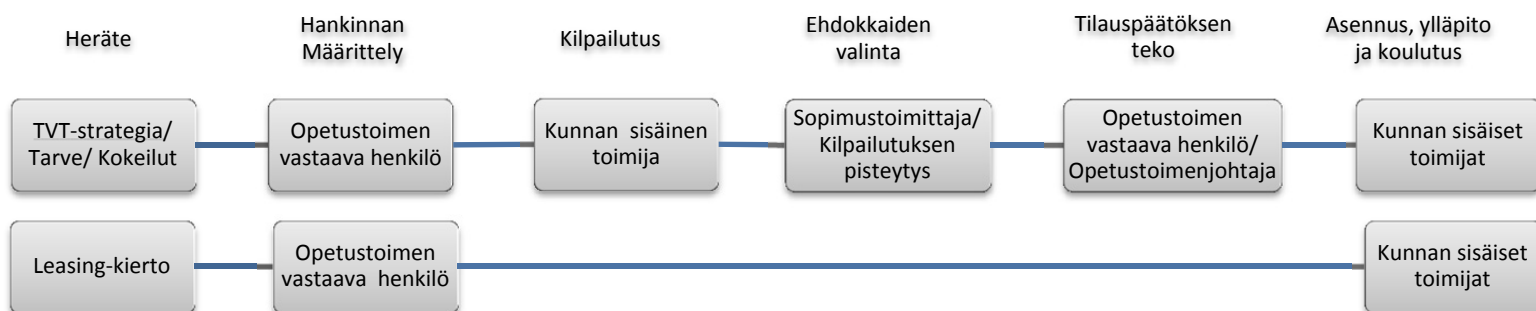 Heräte
Hankinnan
Määrittely
Kilpailutus
Ehdokkaiden
valinta
Tilauspäätöksen
teko
Asennus, ylläpito
ja koulutus
TVT-strategia/
Tarve/ Kokeilut
Opetustoimen
vastaava henkilö
Kunnan sisäinen
toimija
Sopimustoimittaja/
Kilpailutuksen
pisteytys
Opetustoimen
vastaava henkilö/
Opetustoimenjohtaja
Kunnan sisäiset
toimijat
Leasing-kierto
Opetustoimen
vastaava henkilö
Kunnan sisäiset
toimijat